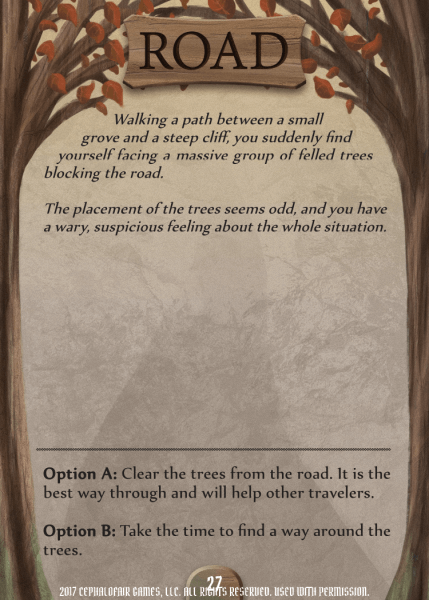 ROAD
Walking a path between a small
grove and a steep cliff, you suddenly find
yourself facing a massive group of felled trees
blocking the road.
The placement of the trees seems odd, and you have
a wary, suspicious feeling about the whole situation.
Option A: Clear the trees from the road. It is the
best way through and will help other travelers.
Option B: Take the time to find a way around the
trees.
27
2017 CEPHALOFAIR GAMES, LLC. ALL RIGHTS RESERVED. USED WITH PERMISSION.